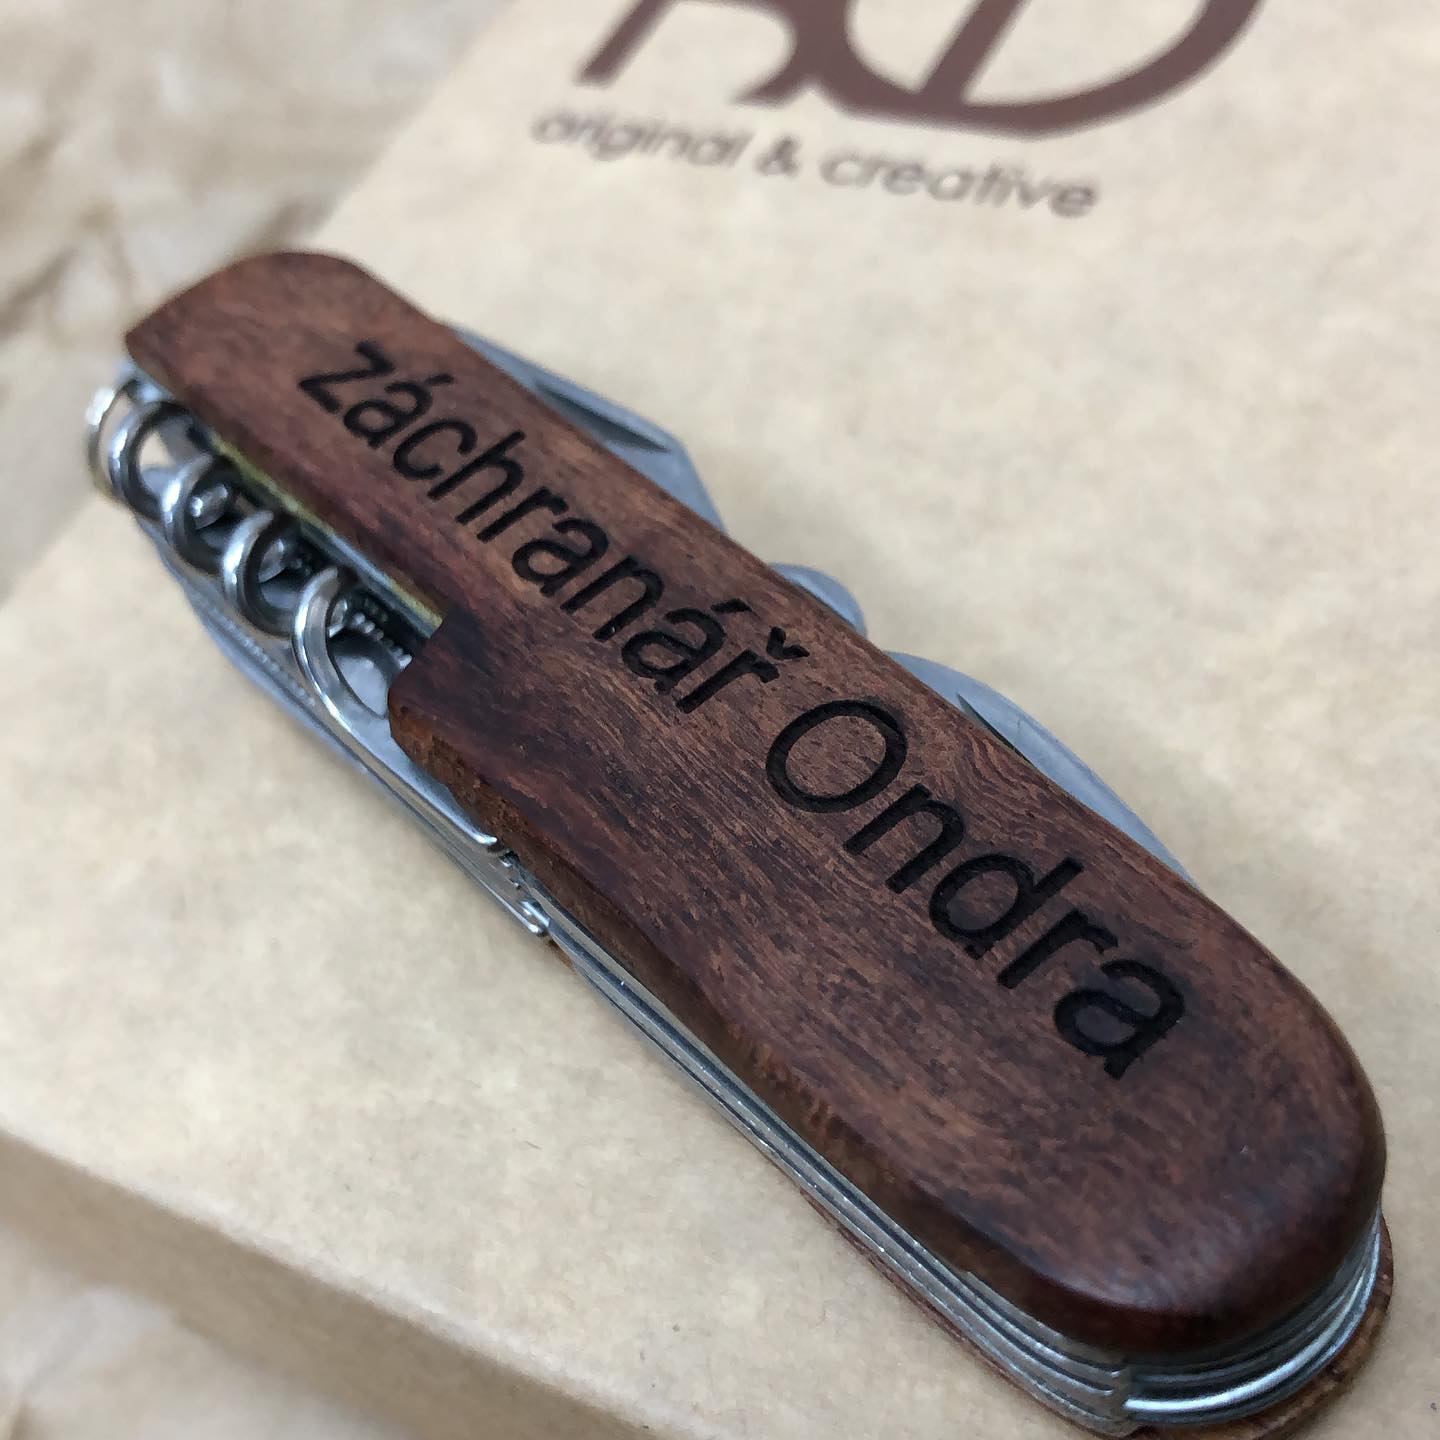 original & creative
záchranář Ondra